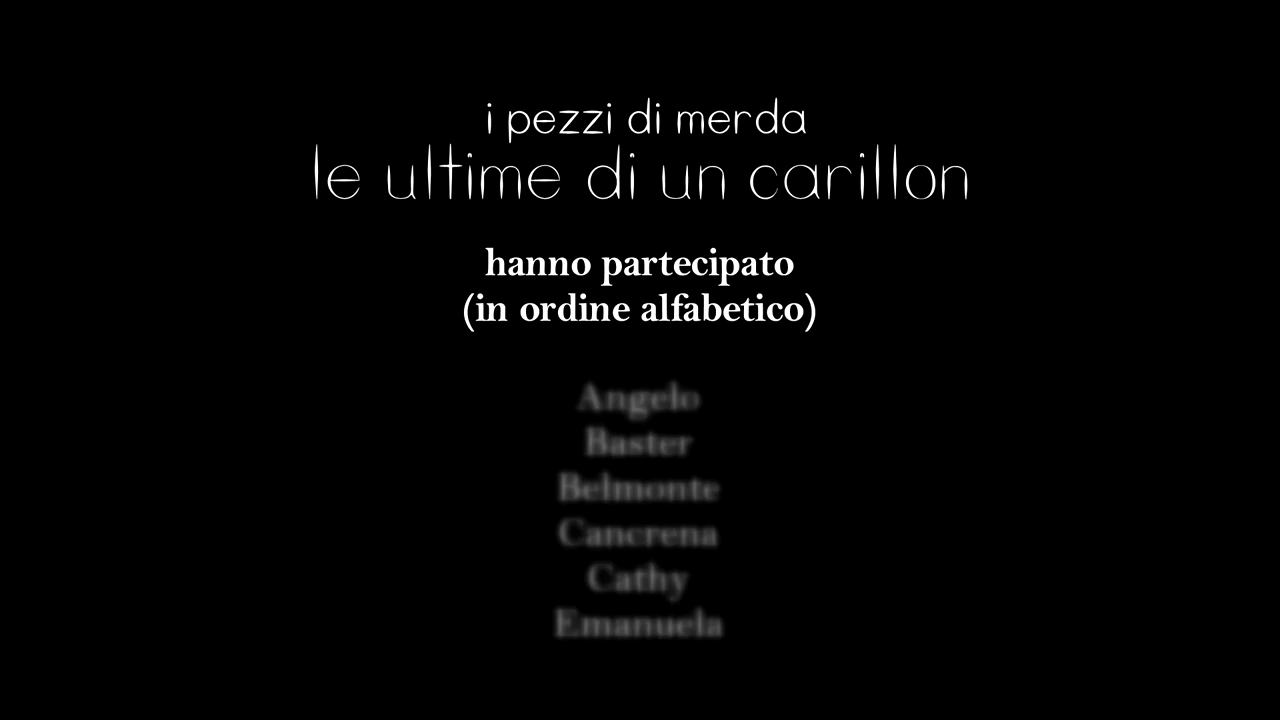 i pezzi di merda
le ultime di un carillon
hanno partecipato
(in ordine alfabetico)
Angelo
Baster
Belmonte
Cancrena
Cathy
Emanuela